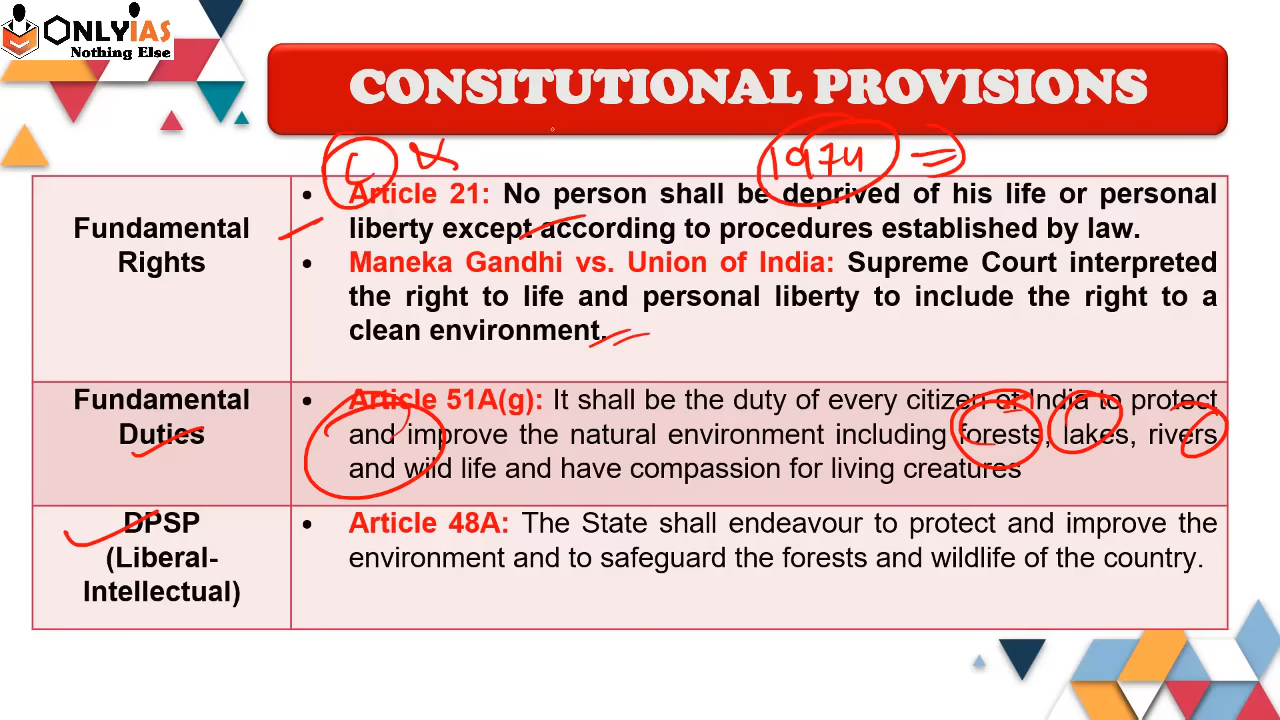 ONLYIAS
Nothing Else
CONSITUTIONAL PROVISIONS
1974
Fundamental Rights
• Article 21: No person shall be deprived of his life or personal
liberty except according to procedures established by law.
• Maneka Gandhi vs. Union of India: Supreme Court interpreted
the right to life and personal liberty to include the right to a
clean environment.
Fundamental
Duties
• Article 51A(g): It shall be the duty of every citizen of India to protect
and improve the natural environment including forests, lakes, rivers
and wild life and have compassion for living creatures
DPSP
(Liberal-
Intellectual)
• Article 48A: The State shall endeavour to protect and improve the
environment and to safeguard the forests and wildlife of the country.